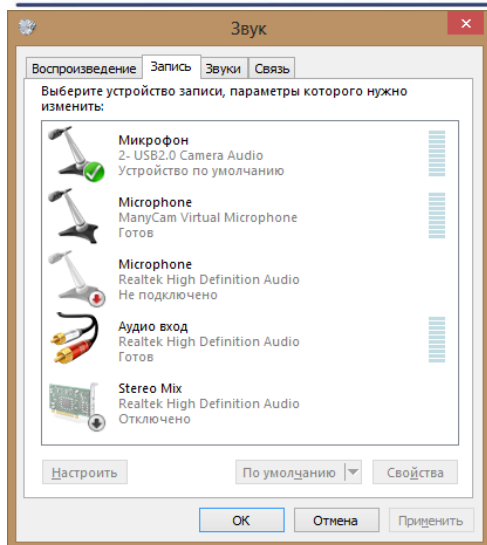 Звук
Воспроизведение Запись Звуки Связь
Выберите устройство записи, параметры которого нужно
изменить:
Микрофон
2- USB2.0 Camera Audio
Устройство по умолчанию
Microphone
ManyCam Virtual Microphone
Готов
Microphone
Realtek High Definition Audio
Не подключено
Аудио вход
Realtek High Definition Audio
Готов
Stereo Mix
Realtek High Definition Audio
Отключено
Настроить По умолчанию Свойства
ОК Отмена Применить